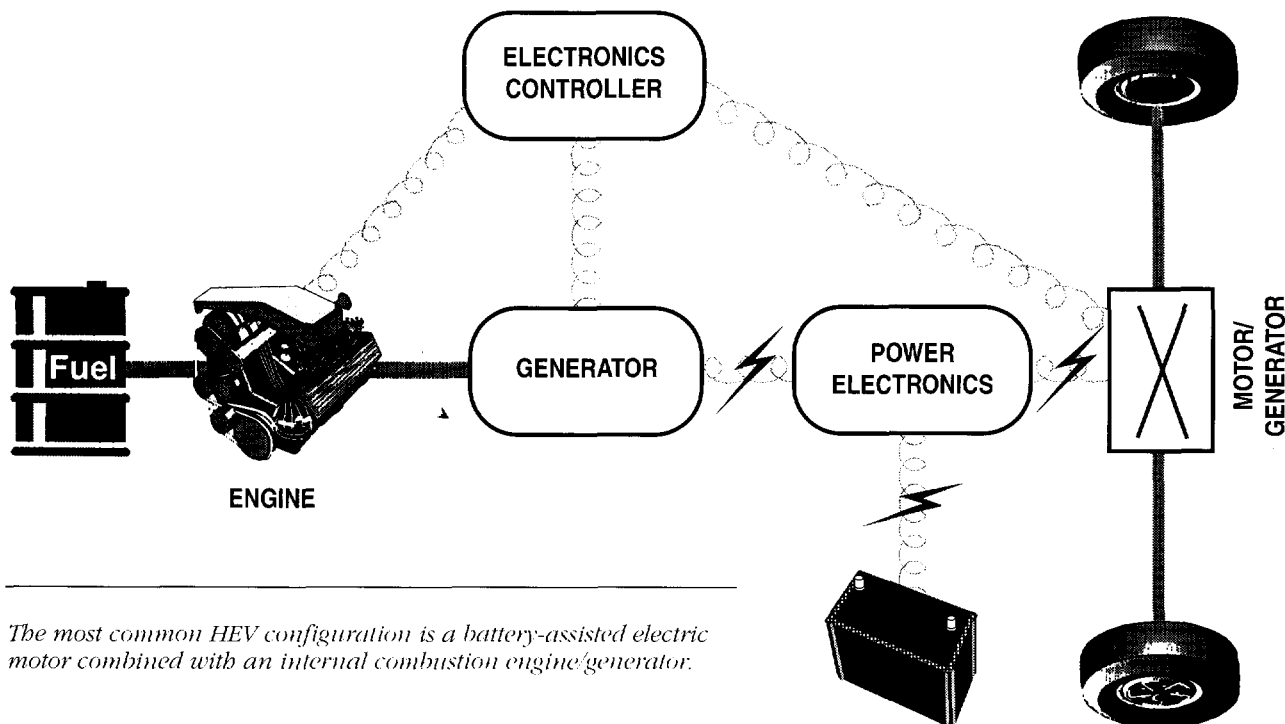 ELECTRONICS
CONTROLLER
Fuel
ENGINE
GENERATOR
POWER
ELECTRONICS
MOTOR/
GENERATOR
The most common HEV configuration is a battery-assisted electric
motor combined with an internal combustion engine/generator.